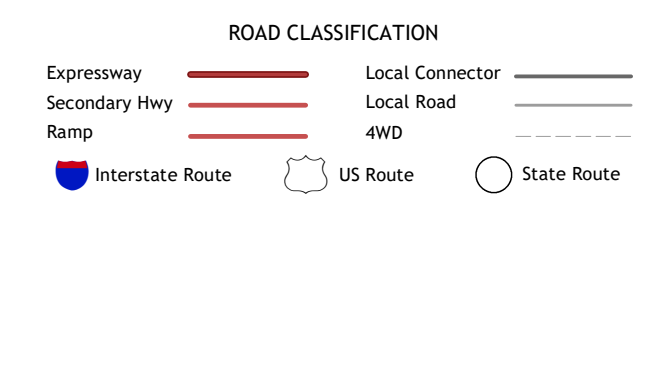 ROAD CLASSIFICATION
Expressway
Local Connector
Secondary Hwy
Local Road
Ramp
4WD
Interstate Route
US Route
State Route